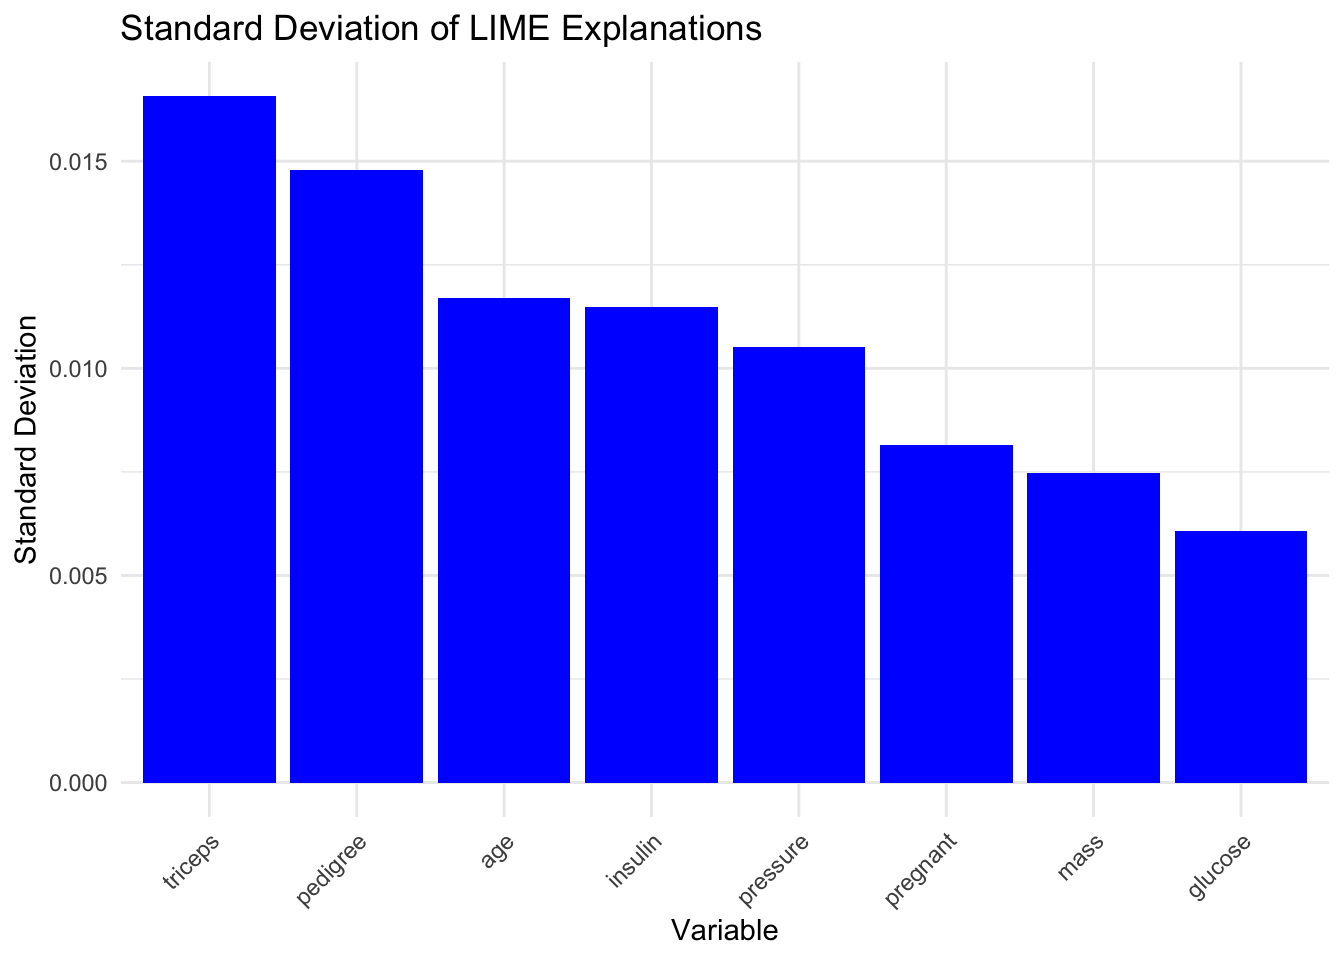 Standard Deviation of LIME Explanations
Standard Deviation
0.015
0.010
0.005
0.000
triceps
pedigree
age
insulin
pressure
pregnant
mass
glucose
Variable